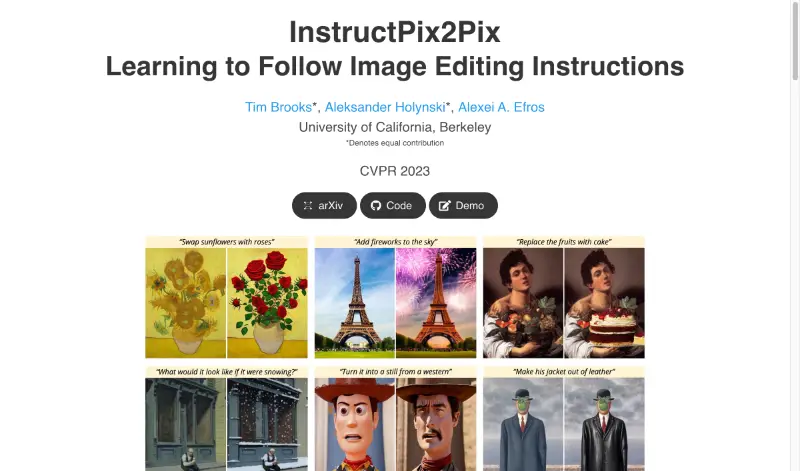 InstructPix2Pix
Learning to Follow Image Editing Instructions
Tim Brooks*, Aleksander Holynski*, Alexei A. Efros
University of California, Berkeley
*Denotes equal contribution
CVPR 2023
arXiv Code Demo
"Swap sunflowers with roses" "Add fireworks to the sky" "Replace the fruits with cake"
"What would it look like if it were snowing?" "Turn it into a still from a western" "Make his jacket out of leather"